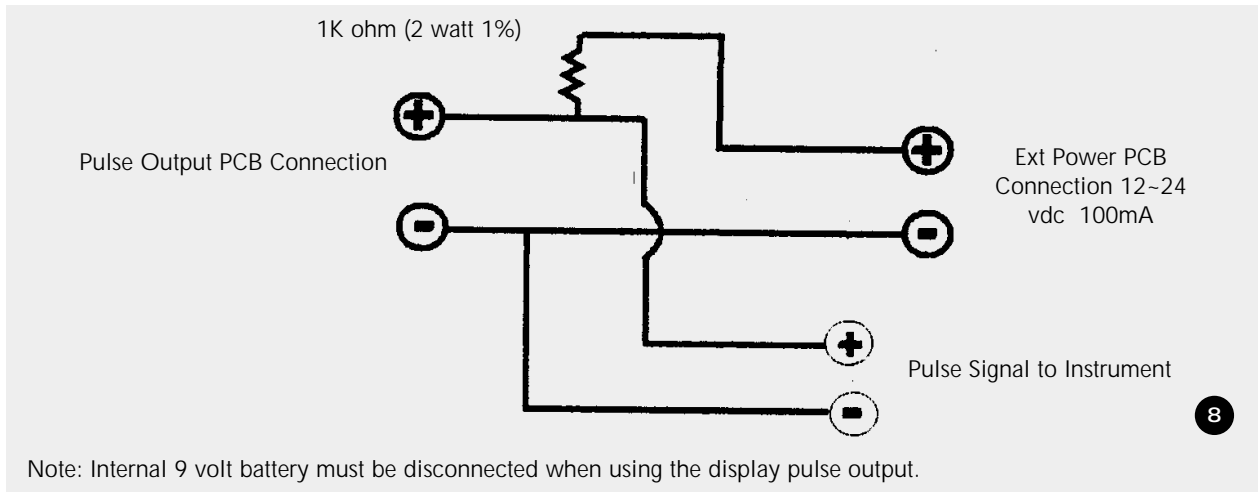 1K ohm (2 watt 1%)
+
+
Pulse Output PCB Connection
Ext Power PCB
Connection 12~24
vdc 100mA
-
-
+
Pulse Signal to Instrument
-
8
Note: Internal 9 volt battery must be disconnected when using the display pulse output.